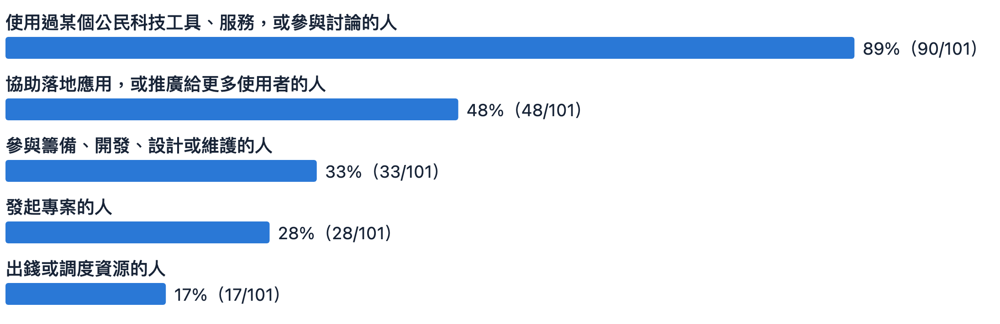 使用過某個公民科技工具、服務，或參與討論的人
89%（90/101）
協助落地應用，或推廣給更多使用者的人
48%（48/101）
參與籌備、開發、設計或維護的人
33%（33/101）
發起專案的人
28%（28/101）
出錢或調度資源的人
17%（17/101）